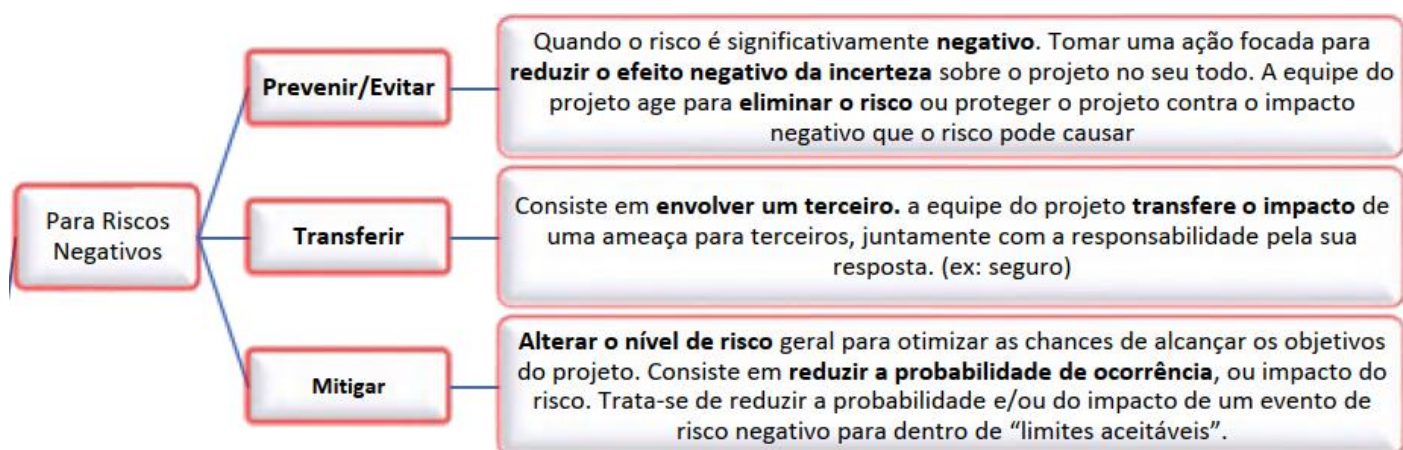 Para Riscos
Negativos
Prevenir/Evitar
Quando o risco é significativamente negativo. Tomar uma ação focada para
reduzir o efeito negativo da incerteza sobre o projeto no seu todo. A equipe do
projeto age para eliminar o risco ou proteger o projeto contra o impacto
negativo que o risco pode causar
Transferir
Consiste em envolver um terceiro. a equipe do projeto transfere o impacto de
uma ameaça para terceiros, juntamente com a responsabilidade pela sua
resposta. (ex: seguro)
Mitigar
Alterar o nível de risco geral para otimizar as chances de alcançar os objetivos
do projeto. Consiste em reduzir a probabilidade de ocorrência, ou impacto do
risco. Trata-se de reduzir a probabilidade e/ou do impacto de um evento de
risco negativo para dentro de “limites aceitáveis”.